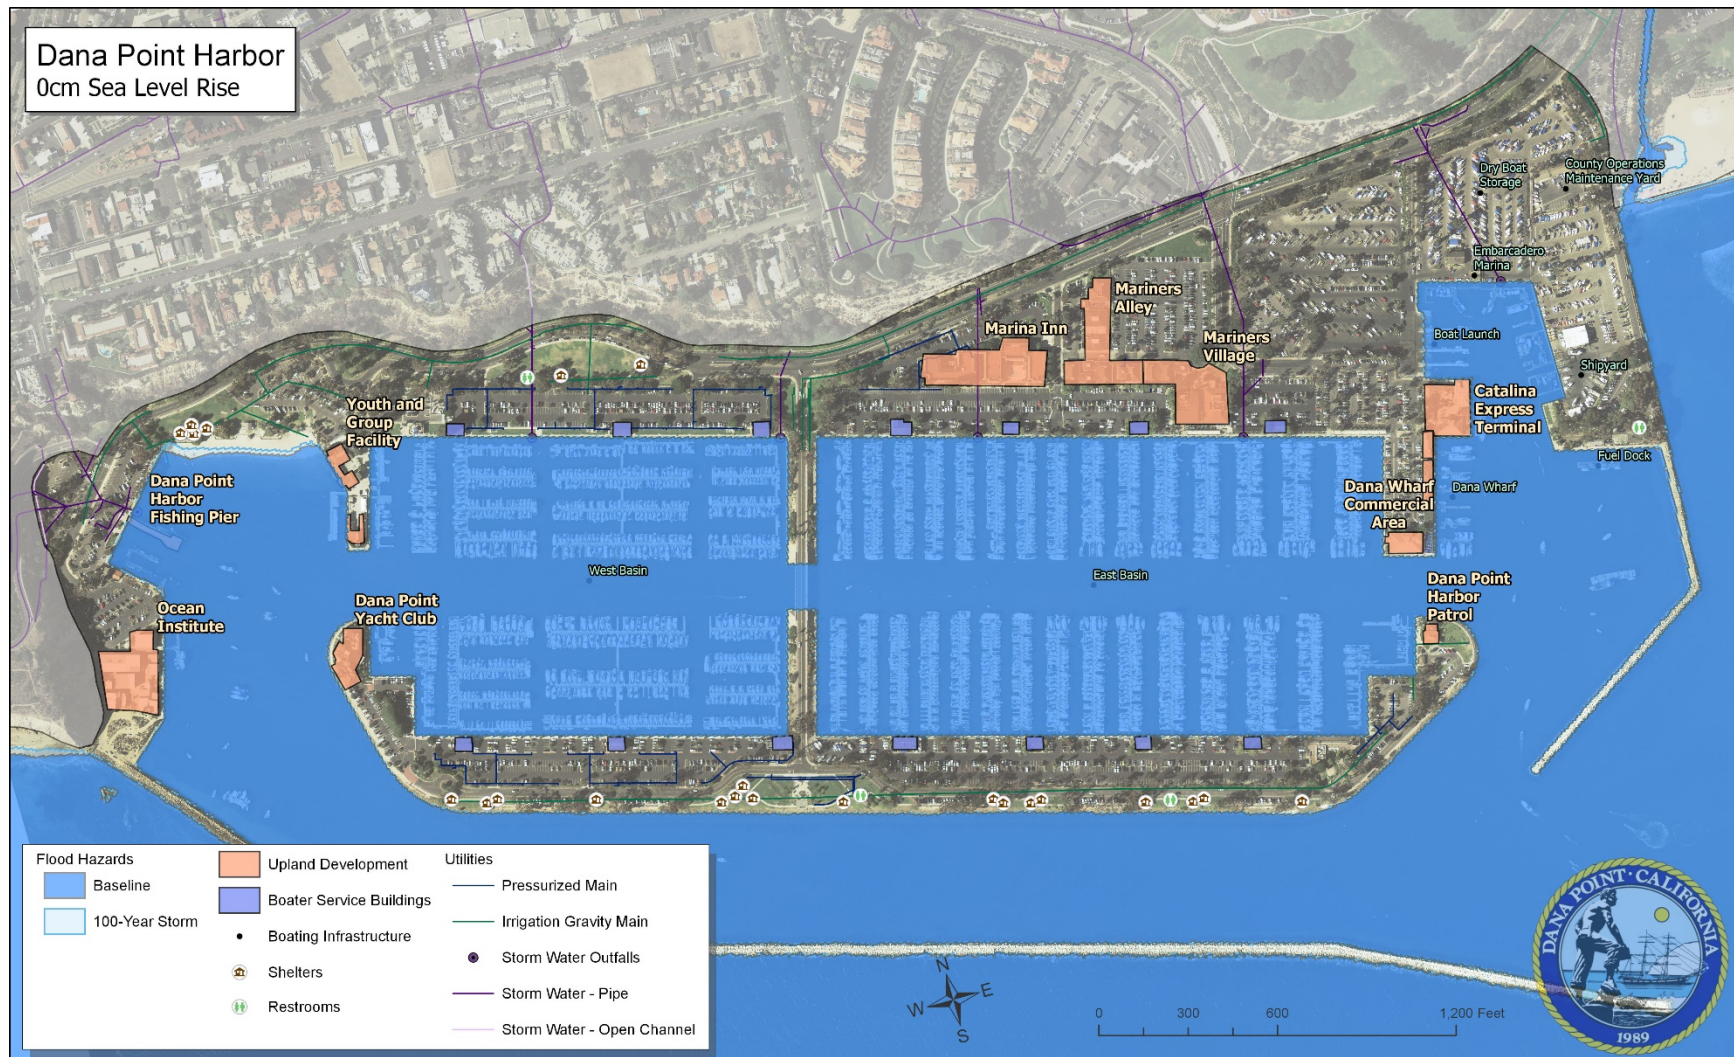 Dana Point Harbor
0cm Sea Level Rise
Dry Boat
Storage
County Operations
Maintenance Yard
Embarcadero
Marina
Mariners
Alley
Marina Inn
Mariners
Village
Boat Launch
Shipyard
Catalina
Express
Terminal
Youth and
Group
Facility
Fuel Dock
Dana Point
Harbor
Fishing Pier
Dana Wharf
Dana Wharf
Commercial
Area
West Basin
East Basin
Dana Point
Harbor
Patrol
Ocean
Institute
Dana Point
Yacht Club
Flood Hazards
Baseline
100-Year Storm
Upland Development
Boater Service Buildings
Boating Infrastructure
Shelters
Restrooms
Utilities
Pressurized Main
Irrigation Gravity Main
Storm Water Outfalls
Storm Water - Pipe
Storm Water - Open Channel
N
W
E
S
0
300
600
1,200 Feet
DANA POINT · CALIFORNIA
1989